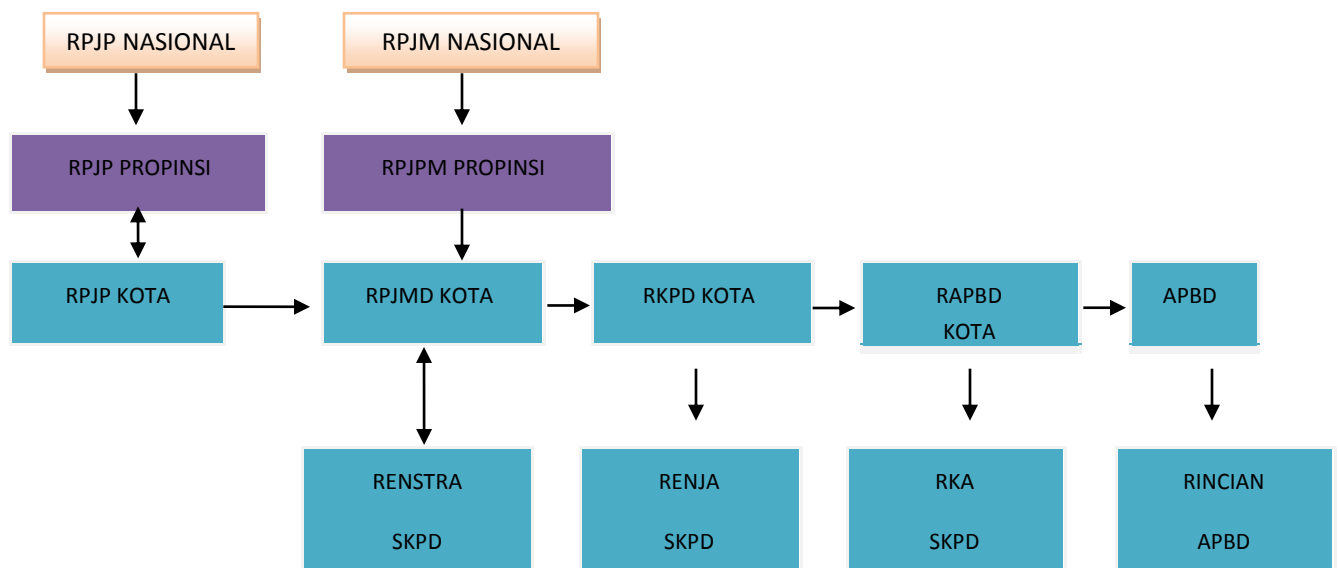 RPJP NASIONAL
RPJM NASIONAL
RPJP PROPINSI
RPJPM PROPINSI
RPJP KOTA
RPJMD KOTA
RKPD KOTA
RAPBD
KOTA
APBD
RENSTRA
SKPD
RENJA
SKPD
RKA
SKPD
RINCIAN
APBD